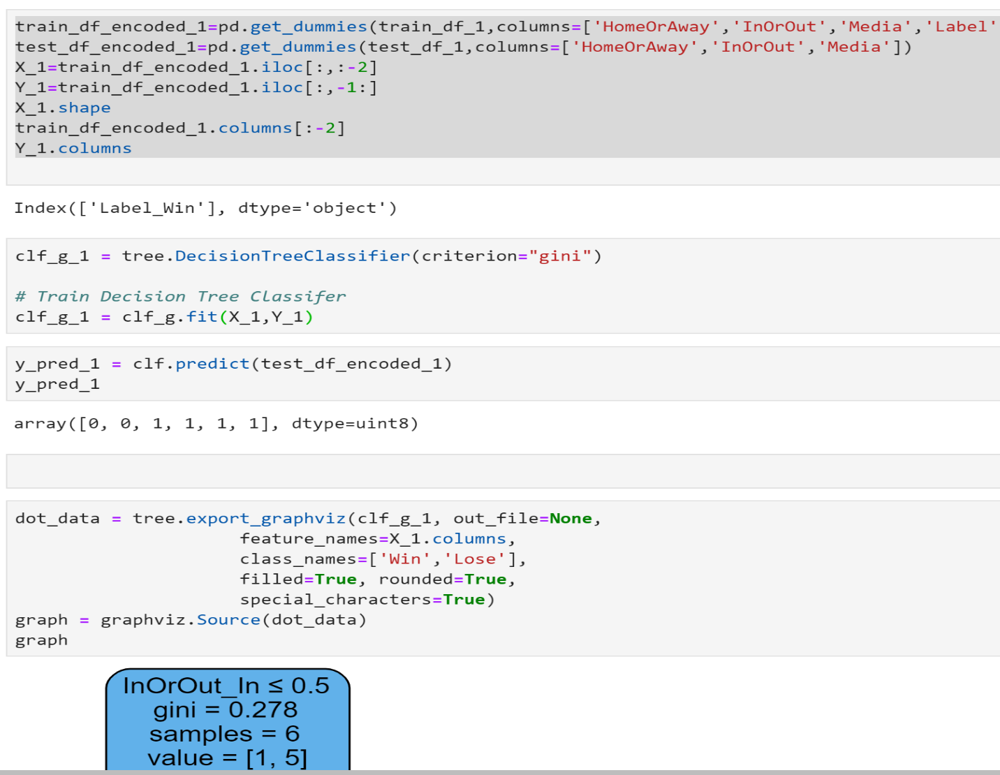 train_df_encoded_1=pd.get_dummies(train_df_1,columns=['HomeOrAway','InOrOut','Media','Label'
test_df_encoded_1=pd.get_dummies(test_df_1,columns=['HomeOrAway','InOrOut','Media'])
X_1=train_df_encoded_1.iloc[:,:-2]
Y_1=train_df_encoded_1.iloc[:,-1:]
X_1.shape
train_df_encoded_1.columns[:-2]
Y_1.columns
Index(['Label_Win'], dtype='object')
clf_g_1 = tree.DecisionTreeClassifier(criterion="gini")
# Train Decision Tree Classifer
clf_g_1 = clf_g.fit(X_1,Y_1)
y_pred_1 = clf.predict(test_df_encoded_1)
y_pred_1
array([0, 0, 1, 1, 1, 1], dtype=uint8)
dot_data = tree.export_graphviz(clf_g_1, out_file=None,
feature_names=X_1.columns,
class_names=['Win','Lose'],
filled=True, rounded=True,
special_characters=True)
graph = graphviz.Source(dot_data)
graph
InOrOut_In ≤ 0.5
gini = 0.278
samples = 6
value = [1, 5]